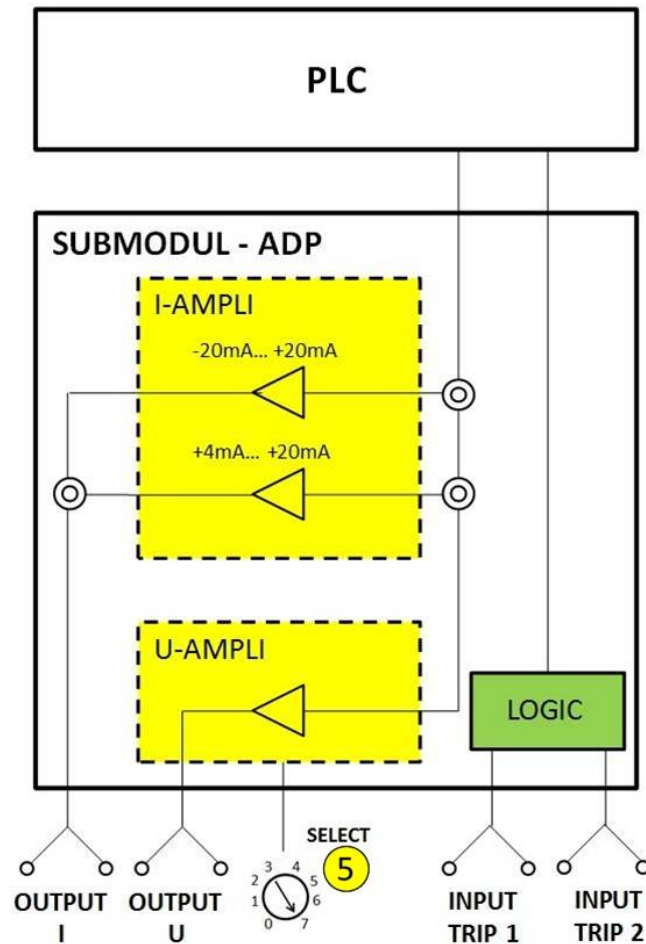 PLC
SUBMODUL - ADP
I-AMPLI
-20mA... +20mA
+4mA... +20mA
U-AMPLI
LOGIC
SELECT
5
3 4
2 5
1 6
0 7
OUTPUT I
OUTPUT U
INPUT TRIP 1
INPUT TRIP 2